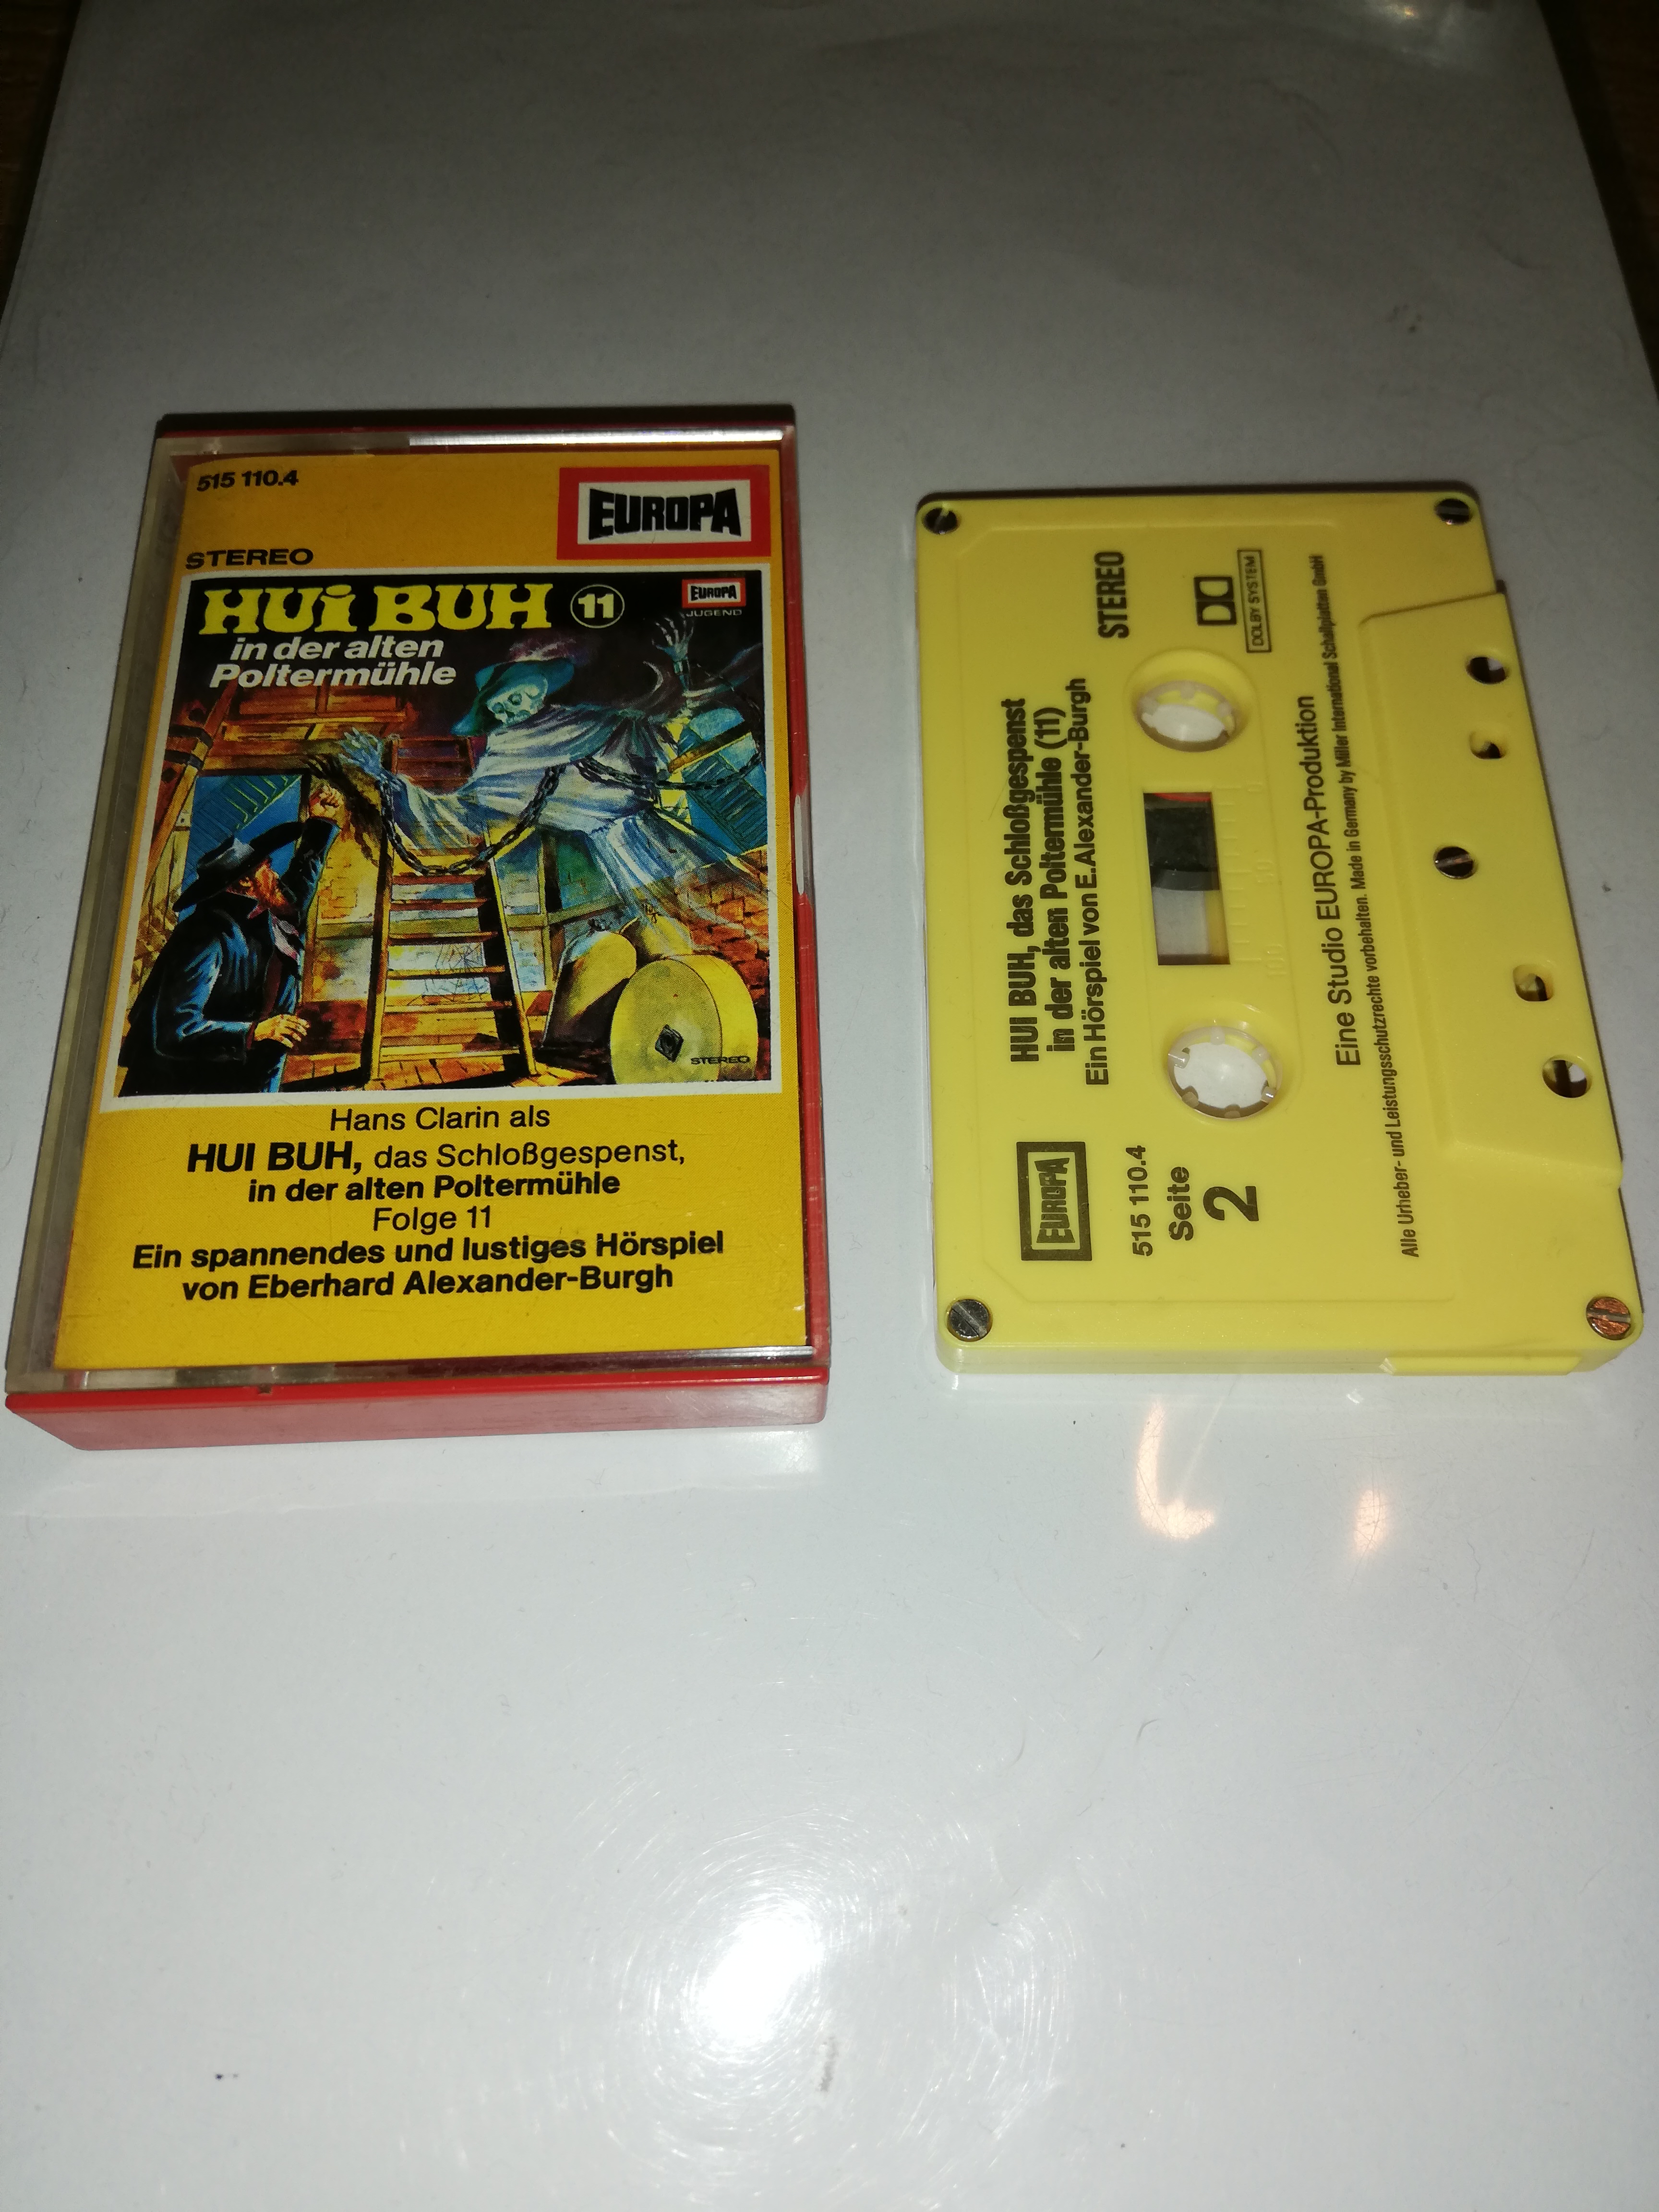 515 110.4
EUROPA
STEREO
HUi BUH 11
EUROPA
JUGEND
in der alten
Poltermühle
STEREO
Hans Clarin als
HUI BUH, das Schloßgespenst,
in der alten Poltermühle
Folge 11
Ein spannendes und lustiges Hörspiel
von Eberhard Alexander-Burgh
HUI BUH, das Schloßgespenst
in der alten Poltermühle (11)
Ein Hörspiel von E. Alexander-Burgh
STEREO
EUROPA
515 110.4
Seite
2
DOLBY SYSTEM
100 50 0
Eine Studio EUROPA-Produktion
Alle Urheber- und Leistungsschutzrechte vorbehalten. Made in Germany by Miller International Schallplatten GmbH